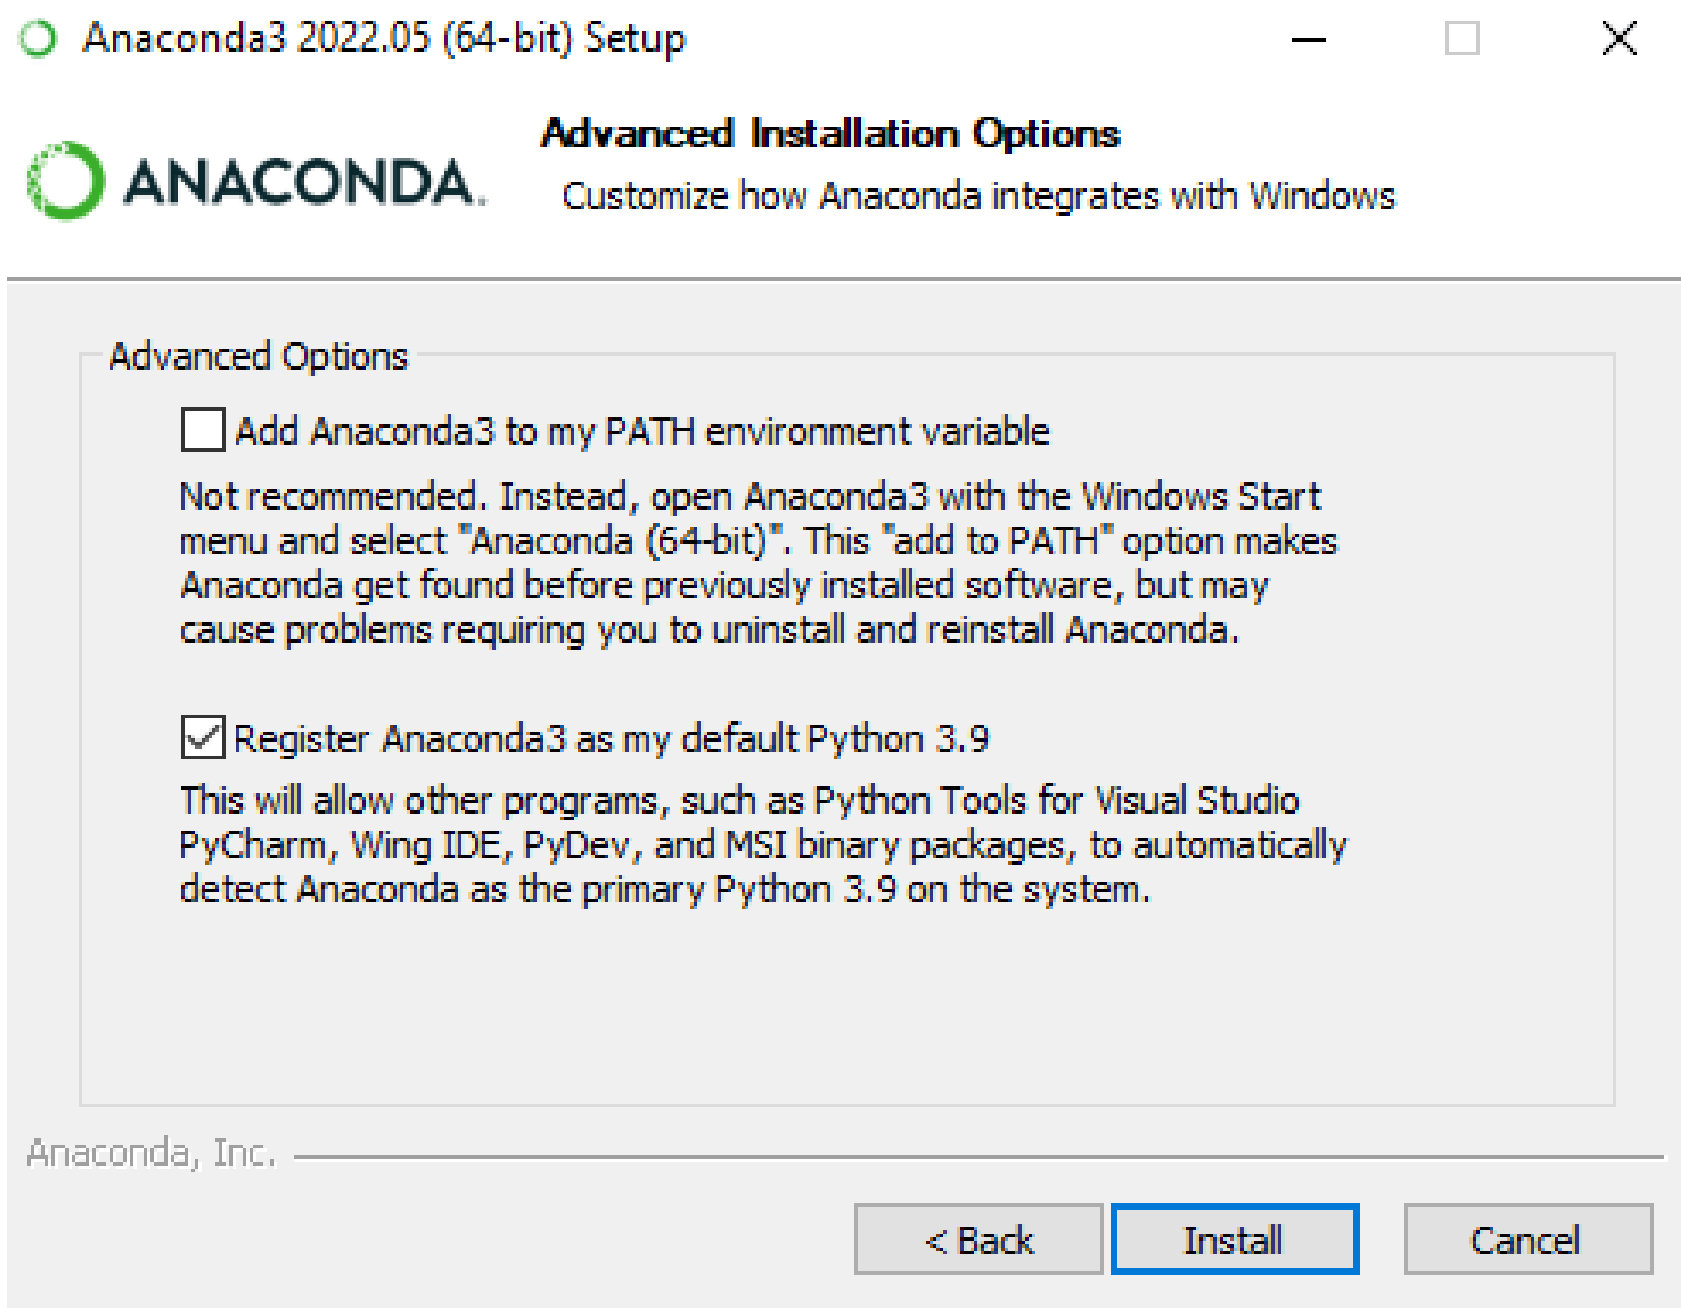 Anaconda3 2022.05 (64-bit) Setup
ANACONDA.
Advanced Installation Options
Customize how Anaconda integrates with Windows
Advanced Options
Add Anaconda3 to my PATH environment variable
Not recommended. Instead, open Anaconda3 with the Windows Start
menu and select "Anaconda (64-bit)". This "add to PATH" option makes
Anaconda get found before previously installed software, but may
cause problems requiring you to uninstall and reinstall Anaconda.
Register Anaconda3 as my default Python 3.9
This will allow other programs, such as Python Tools for Visual Studio
PyCharm, Wing IDE, PyDev, and MSI binary packages, to automatically
detect Anaconda as the primary Python 3.9 on the system.
Anaconda, Inc.
< Back
Install
Cancel